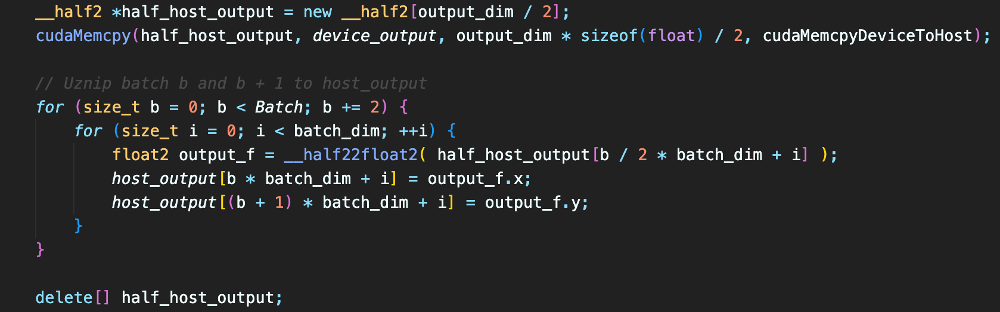 __half2 *half_host_output = new __half2[output_dim / 2];
cudaMemcpy(half_host_output, device_output, output_dim * sizeof(float) / 2, cudaMemcpyDeviceToHost);
// Uznip batch b and b + 1 to host_output
for (size_t b = 0; b < Batch; b += 2) {
for (size_t i = 0; i < batch_dim; ++i) {
float2 output_f = __half22float2( half_host_output[b / 2 * batch_dim + i] );
host_output[b * batch_dim + i] = output_f.x;
host_output[(b + 1) * batch_dim + i] = output_f.y;
}
}
delete[] half_host_output;